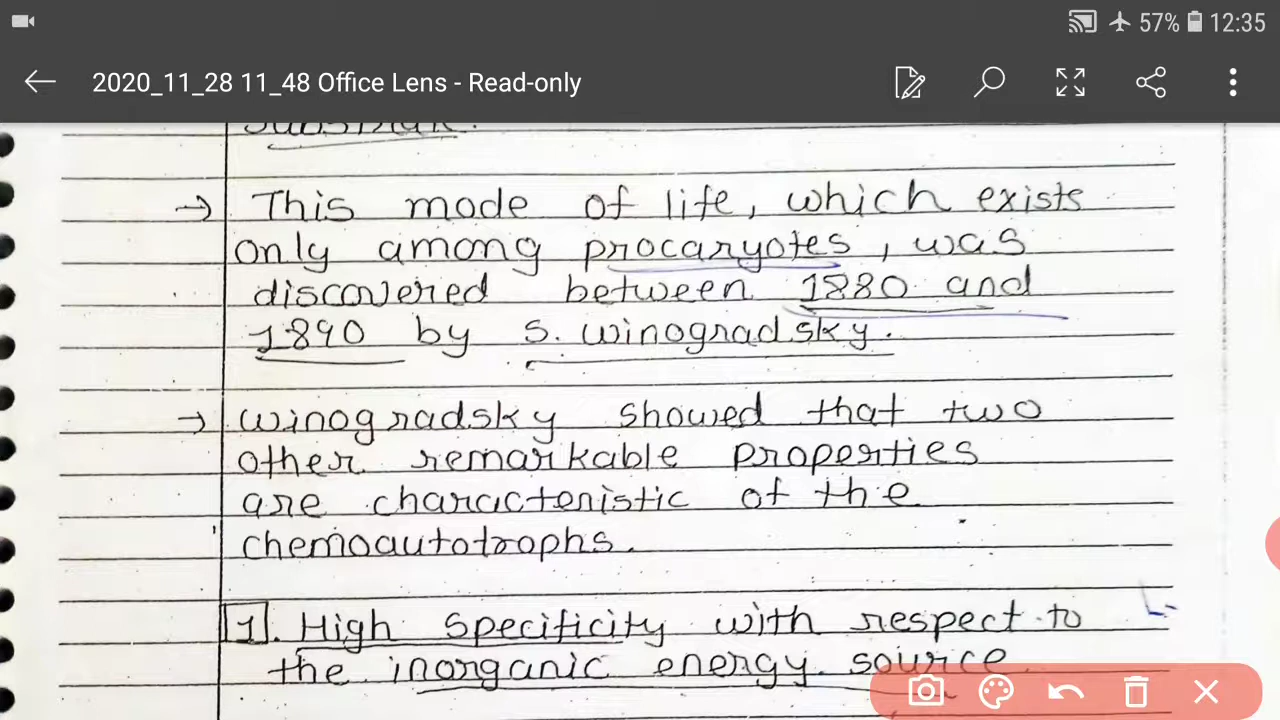 57% 12:35
2020_11_28 11_48 Office Lens - Read-only
→ This mode of life, which exists
only among procaryotes, was
discovered between 1880 and
1890 by S. Winogradsky.
→ Winogradsky showed that two
other remarkable properties
are characteristic of the
chemoautotrophs.
1. High specificity with respect to
the inorganic energy source